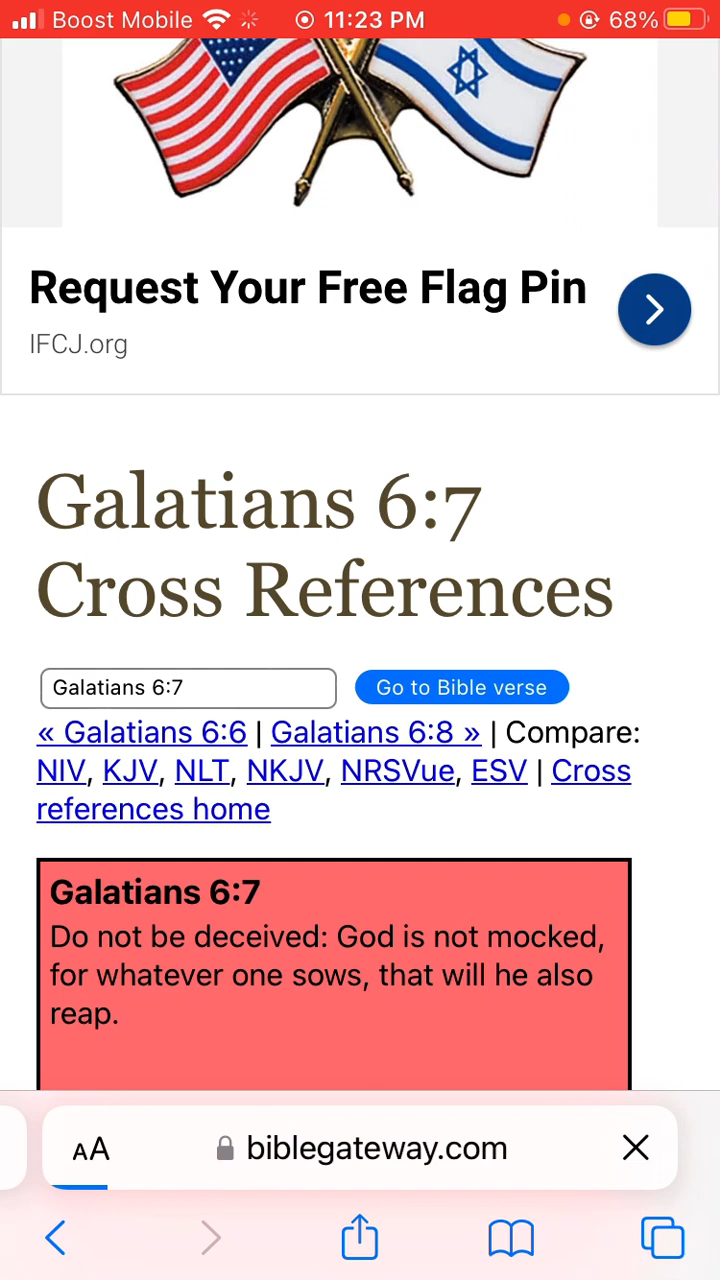 Boost Mobile 11:23 PM 68%
Request Your Free Flag Pin
IFCJ.org
Galatians 6:7
Cross References
Galatians 6:7 Go to Bible verse
« Galatians 6:6 | Galatians 6:8 » | Compare:
NIV, KJV, NLT, NKJV, NRSVue, ESV | Cross
references home
Galatians 6:7
Do not be deceived: God is not mocked,
for whatever one sows, that will he also
reap.
AA biblegateway.com